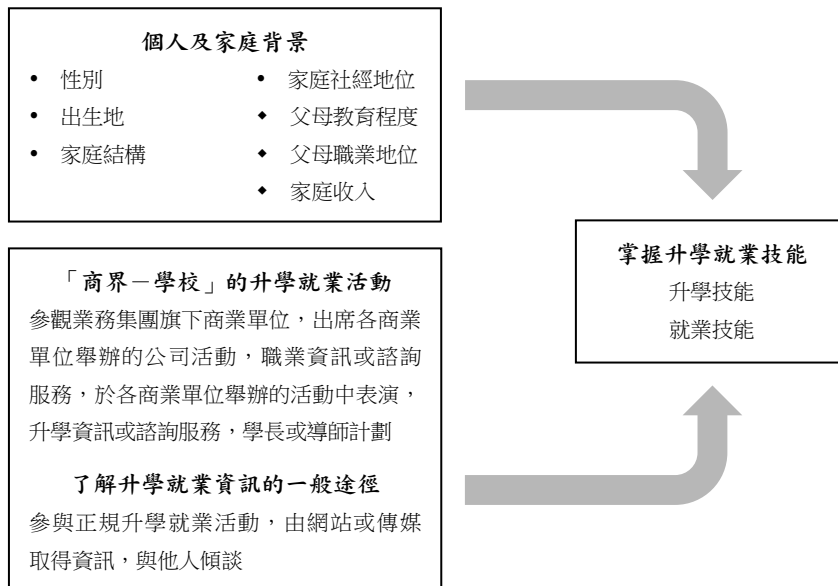 個人及家庭背景
• 性別
• 出生地
• 家庭結構
• 家庭社經地位
◆ 父母教育程度
◆ 父母職業地位
◆ 家庭收入
「商界－學校」的升學就業活動
參觀業務集團旗下商業單位，出席各商業
單位舉辦的公司活動，職業資訊或諮詢
服務，於各商業單位舉辦的活動中表演，
升學資訊或諮詢服務，學長或導師計劃
了解升學就業資訊的一般途徑
參與正規升學就業活動，由網站或傳媒
取得資訊，與他人傾談
掌握升學就業技能
升學技能
就業技能